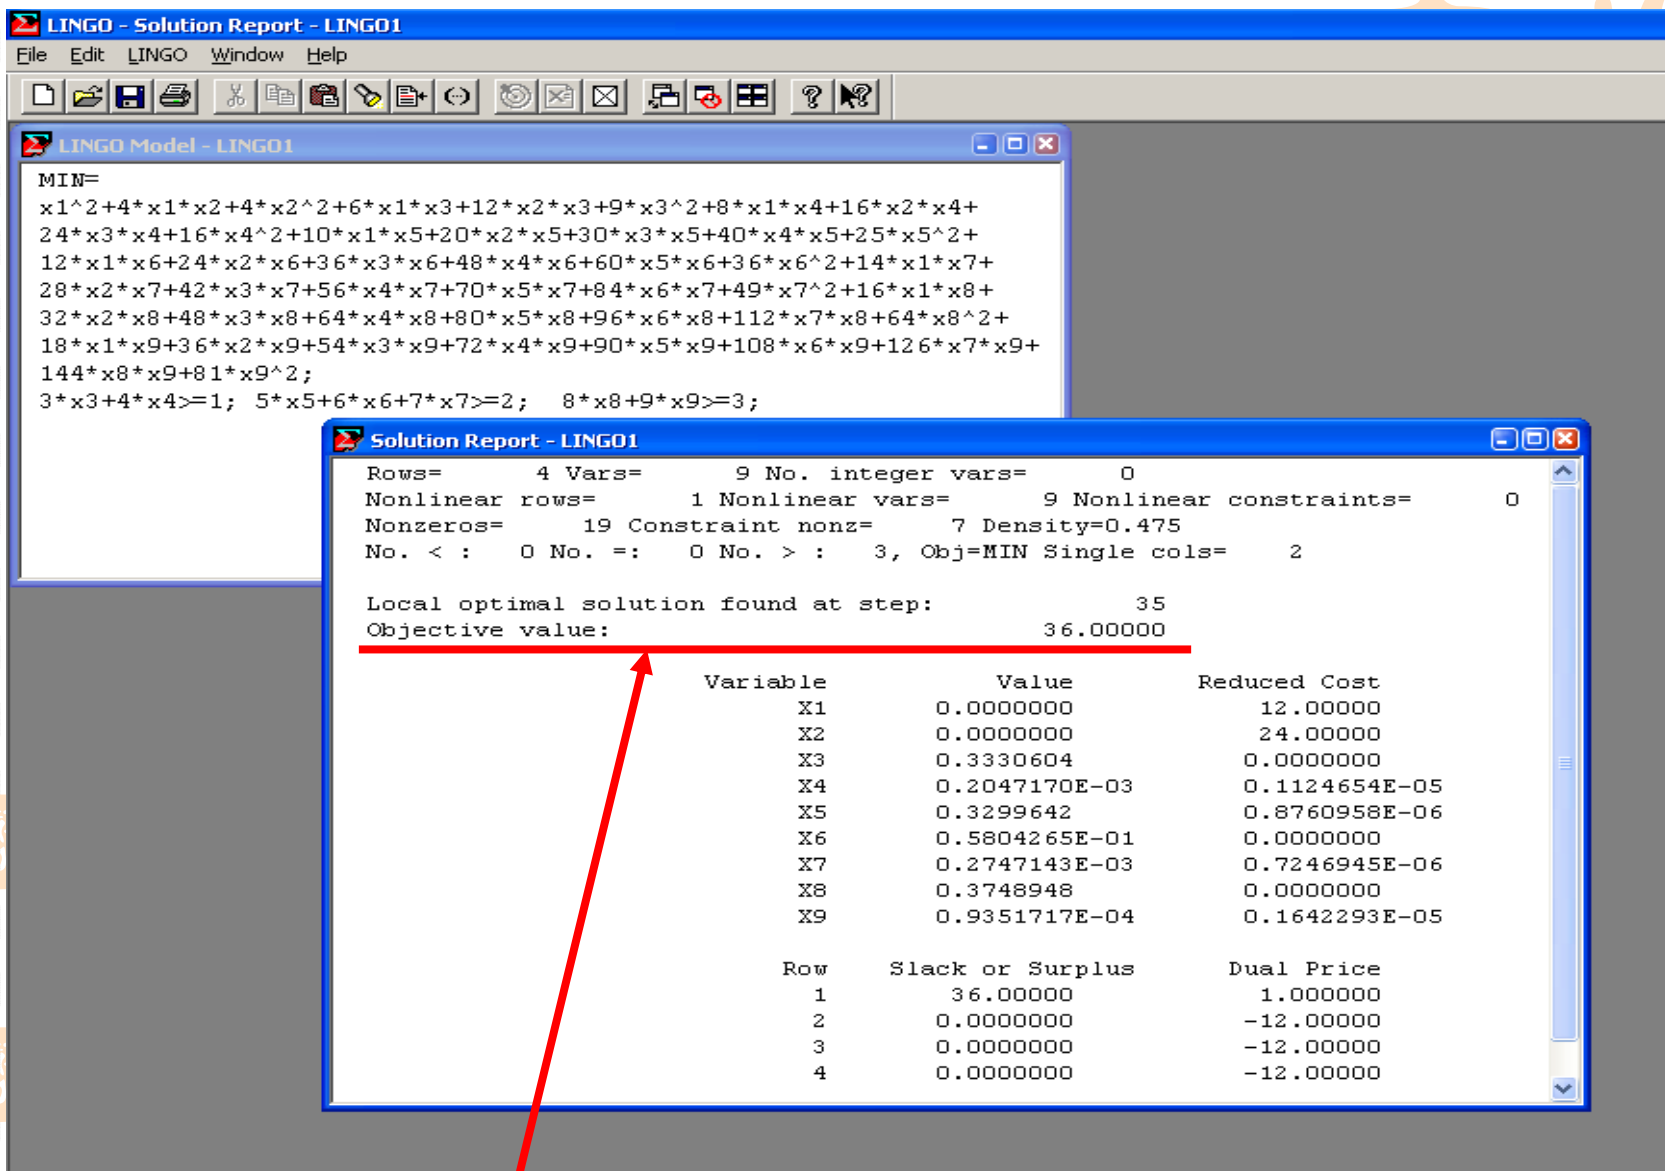 LINGO - Solution Report - LINGO1
File Edit LINGO Window Help
LINGO Model - LINGO1
MIN=
x1^2+4*x1*x2+4*x2^2+6*x1*x3+12*x2*x3+9*x3^2+8*x1*x4+16*x2*x4+
24*x3*x4+16*x4^2+10*x1*x5+20*x2*x5+30*x3*x5+40*x4*x5+25*x5^2+
12*x1*x6+24*x2*x6+36*x3*x6+48*x4*x6+60*x5*x6+36*x6^2+14*x1*x7+
28*x2*x7+42*x3*x7+56*x4*x7+70*x5*x7+84*x6*x7+49*x7^2+16*x1*x8+
32*x2*x8+48*x3*x8+64*x4*x8+80*x5*x8+96*x6*x8+112*x7*x8+64*x8^2+
18*x1*x9+36*x2*x9+54*x3*x9+72*x4*x9+90*x5*x9+108*x6*x9+126*x7*x9+
144*x8*x9+81*x9^2;
3*x3+4*x4>=1; 5*x5+6*x6+7*x7>=2; 8*x8+9*x9>=3;
Solution Report - LINGO1
Rows= 4 Vars= 9 No. integer vars= 0
Nonlinear rows= 1 Nonlinear vars= 9 Nonlinear constraints= 0
Nonzeros= 19 Constraint nonz= 7 Density=0.475
No. < : 0 No. =: 0 No. > : 3, Obj=MIN Single cols= 2
Local optimal solution found at step: 35
Objective value: 36.00000
Variable Value Reduced Cost
X1 0.0000000 12.00000
X2 0.0000000 24.00000
X3 0.3330604 0.0000000
X4 0.2047170E-03 0.1124654E-05
X5 0.3299642 0.8760958E-06
X6 0.5804265E-01 0.0000000
X7 0.2747143E-03 0.7246945E-06
X8 0.3748948 0.0000000
X9 0.9351717E-04 0.1642293E-05
Row Slack or Surplus Dual Price
1 36.00000 1.000000
2 0.0000000 -12.00000
3 0.0000000 -12.00000
4 0.0000000 -12.00000